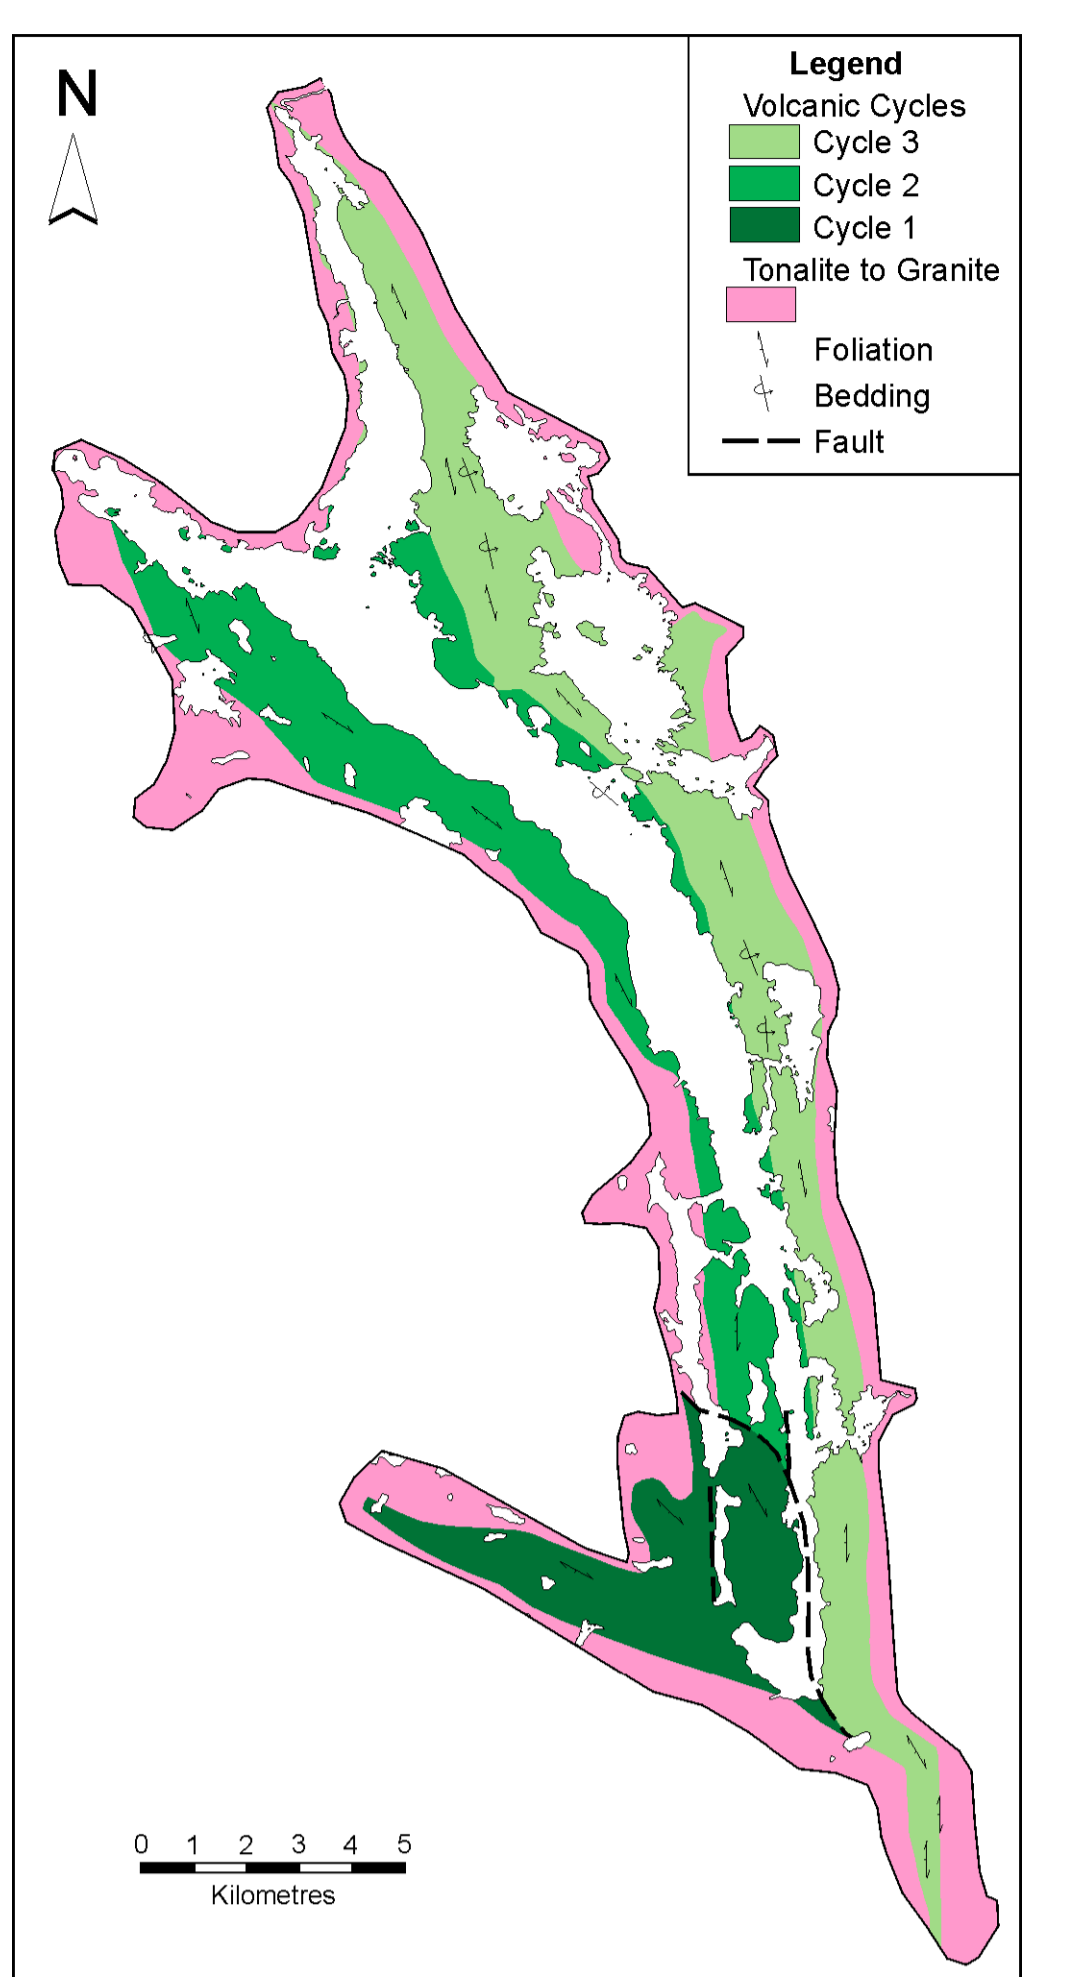 N
Legend
Volcanic Cycles
Cycle 3
Cycle 2
Cycle 1
Tonalite to Granite
Foliation
Bedding
Fault
0 1 2 3 4 5
Kilometres